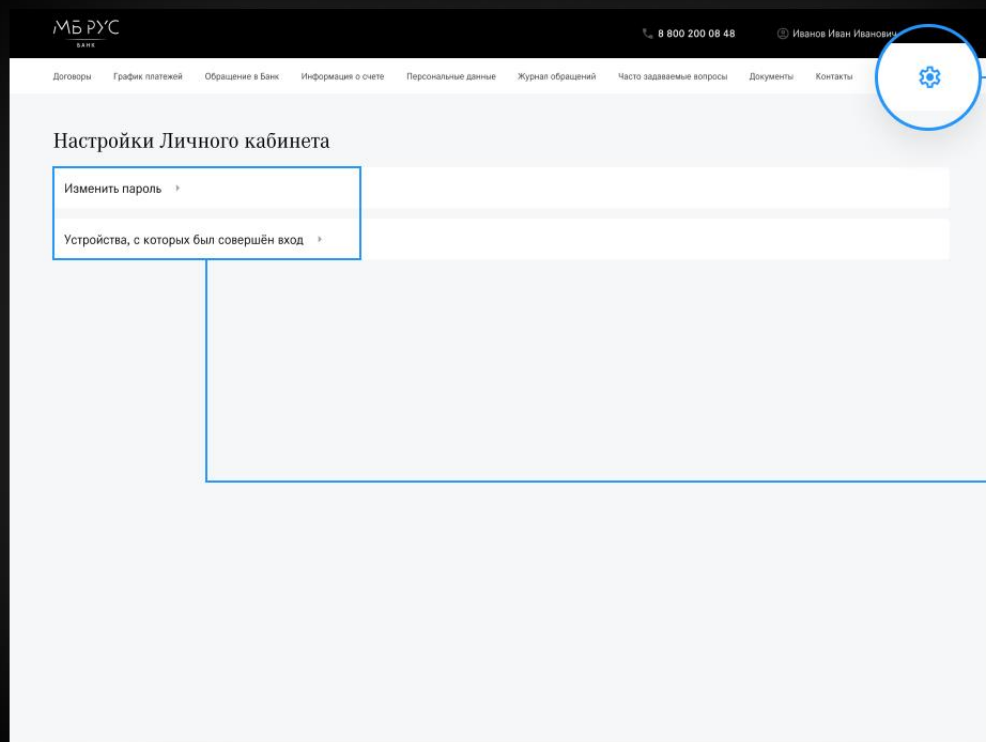 МБ РУС
БАНК
8 800 200 08 48
Иванов Иван Иванович
Договоры График платежей Обращение в Банк Информация о счете Персональные данные Журнал обращений Часто задаваемые вопросы Документы Контакты
Настройки Личного кабинета
Изменить пароль
Устройства, с которых был совершён вход